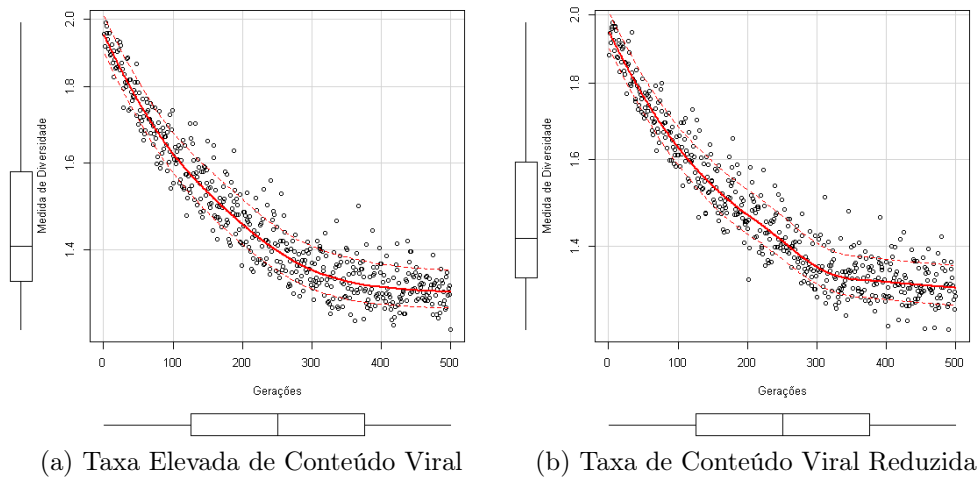 2.0
1.8
1.6
1.4
Medida de Diversidade
0 100 200 300 400 500
Gerações
(a) Taxa Elevada de Conteúdo Viral
2.0
1.8
1.6
1.4
Medida de Diversidade
0 100 200 300 400 500
Gerações
(b) Taxa de Conteúdo Viral Reduzida